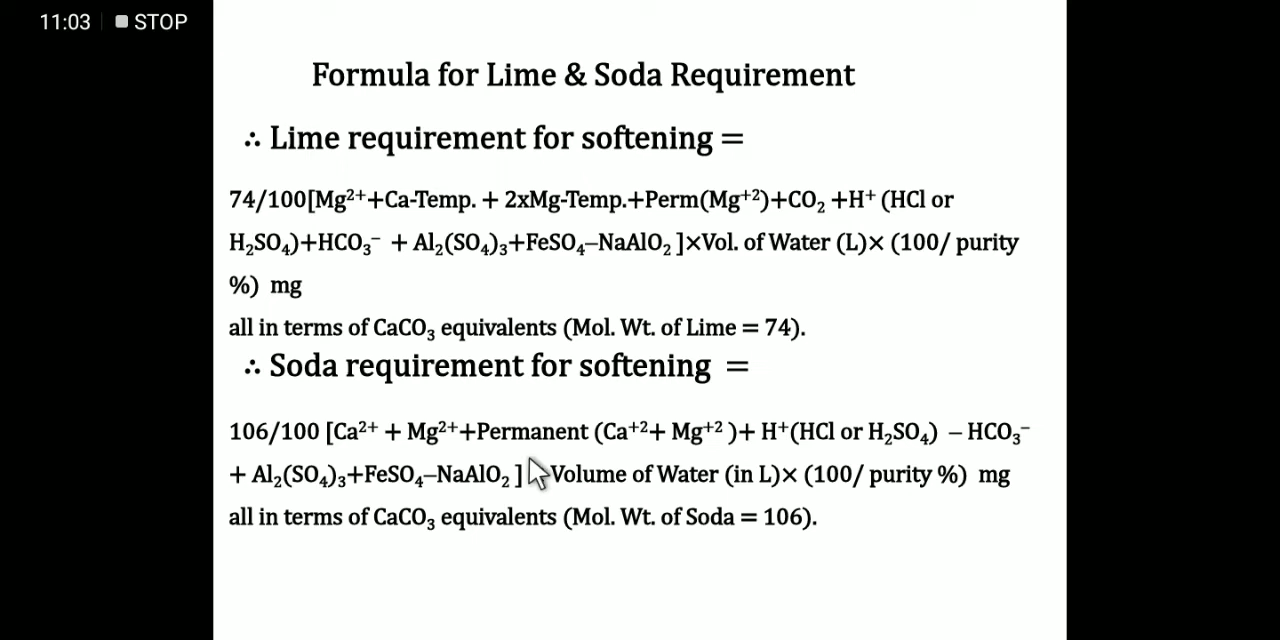 11:03 STOP
Formula for Lime & Soda Requirement
∴ Lime requirement for softening =
74/100[Mg²⁺+Ca-Temp. + 2xMg-Temp.+Perm(Mg⁺²)+CO₂ +H⁺ (HCl or
H₂SO₄)+HCO₃⁻ + Al₂(SO₄)₃+FeSO₄–NaAlO₂ ]×Vol. of Water (L)× (100/ purity
%) mg
all in terms of CaCO₃ equivalents (Mol. Wt. of Lime = 74).
∴ Soda requirement for softening =
106/100 [Ca²⁺ + Mg²⁺+Permanent (Ca⁺²+ Mg⁺² )+ H⁺(HCl or H₂SO₄) – HCO₃⁻
+ Al₂(SO₄)₃+FeSO₄–NaAlO₂ ] Volume of Water (in L)× (100/ purity %) mg
all in terms of CaCO₃ equivalents (Mol. Wt. of Soda = 106).